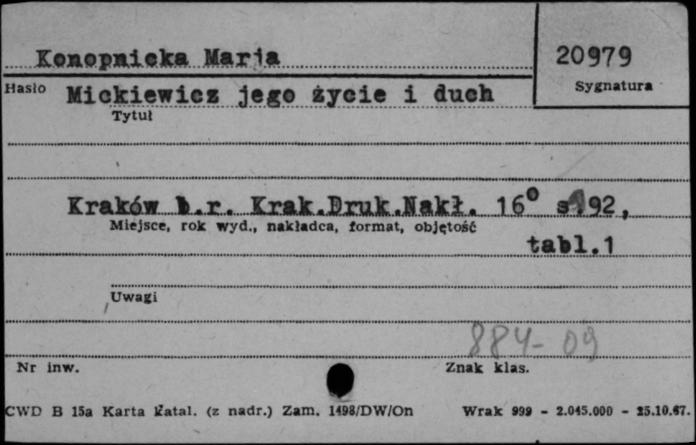 Konopnicka Marja
20979
Hasło
Sygnatura
Mickiewicz jego życie i duch
Tytuł
Kraków b.r. Krak.Druk.Nakł. 16° s.192,
Miejsce, rok wyd., nakładca, format, objętość
tabl.1
Uwagi
884-09
Nr inw.
Znak klas.
CWD B 15a Karta Katal. (z nadr.) Zam. 1498/DW/On
Wrak 999 - 2.045.000 - 25.10.67.